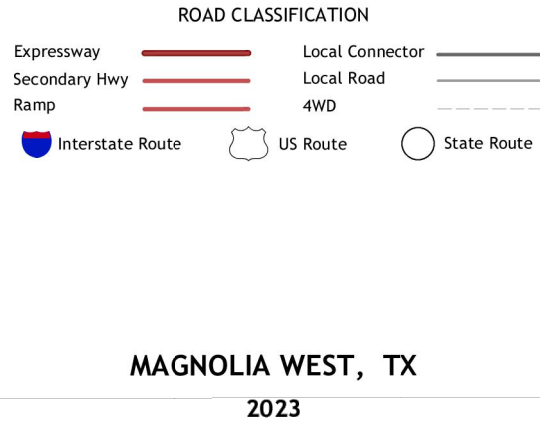 ROAD CLASSIFICATION
Expressway Local Connector
Secondary Hwy Local Road
Ramp 4WD
Interstate Route US Route State Route
MAGNOLIA WEST, TX
2023